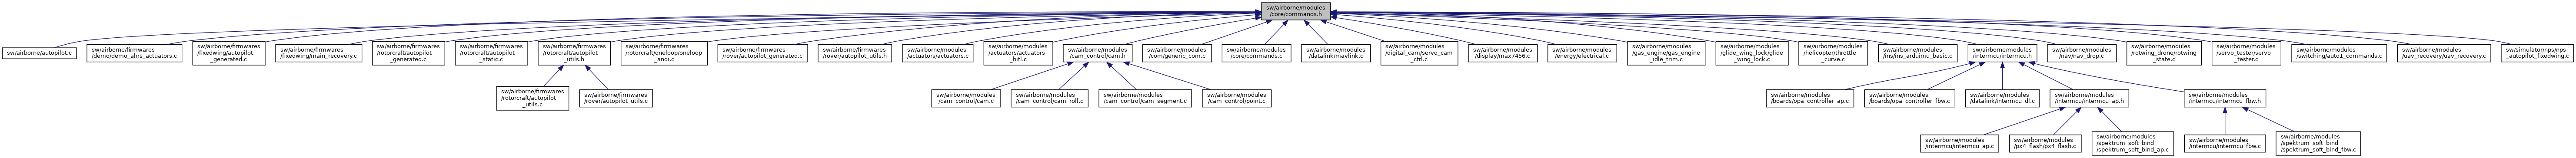 sw/airborne/modules
/core/commands.h
sw/airborne/autopilot.c
sw/airborne/firmwares
/demo/demo_ahrs_actuators.c
sw/airborne/firmwares
/fixedwing/autopilot
_generated.c
sw/airborne/firmwares
/fixedwing/main_recovery.c
sw/airborne/firmwares
/rotorcraft/autopilot
_generated.c
sw/airborne/firmwares
/rotorcraft/autopilot
_static.c
sw/airborne/firmwares
/rotorcraft/autopilot
_utils.h
sw/airborne/firmwares
/rotorcraft/oneloop/oneloop
_andi.c
sw/airborne/firmwares
/rover/autopilot_generated.c
sw/airborne/firmwares
/rover/autopilot_utils.h
sw/airborne/modules
/actuators/actuators.c
sw/airborne/modules
/actuators/actuators
_hitl.c
sw/airborne/modules
/cam_control/cam.h
sw/airborne/modules
/com/generic_com.c
sw/airborne/modules
/core/commands.c
sw/airborne/modules
/datalink/mavlink.c
sw/airborne/modules
/digital_cam/servo_cam
_ctrl.c
sw/airborne/modules
/display/max7456.c
sw/airborne/modules
/energy/electrical.c
sw/airborne/modules
/gas_engine/gas_engine
_idle_trim.c
sw/airborne/modules
/glide_wing_lock/glide
_wing_lock.c
sw/airborne/modules
/helicopter/throttle
_curve.c
sw/airborne/modules
/ins/ins_arduimu_basic.c
sw/airborne/modules
/intermcu/intermcu.h
sw/airborne/modules
/nav/nav_drop.c
sw/airborne/modules
/rotwing_drone/rotwing
_state.c
sw/airborne/modules
/servo_tester/servo
_tester.c
sw/airborne/modules
/switching/auto1_commands.c
sw/airborne/modules
/uav_recovery/uav_recovery.c
sw/simulator/nps/nps
_autopilot_fixedwing.c
sw/airborne/firmwares
/rotorcraft/autopilot
_utils.c
sw/airborne/firmwares
/rover/autopilot_utils.c
sw/airborne/modules
/cam_control/cam.c
sw/airborne/modules
/cam_control/cam_roll.c
sw/airborne/modules
/cam_control/cam_segment.c
sw/airborne/modules
/cam_control/point.c
sw/airborne/modules
/boards/opa_controller_ap.c
sw/airborne/modules
/boards/opa_controller_fbw.c
sw/airborne/modules
/datalink/intermcu_dl.c
sw/airborne/modules
/intermcu/intermcu_ap.h
sw/airborne/modules
/intermcu/intermcu_fbw.h
sw/airborne/modules
/intermcu/intermcu_ap.c
sw/airborne/modules
/px4_flash/px4_flash.c
sw/airborne/modules
/spektrum_soft_bind
/spektrum_soft_bind_ap.c
sw/airborne/modules
/intermcu/intermcu_fbw.c
sw/airborne/modules
/spektrum_soft_bind
/spektrum_soft_bind_fbw.c